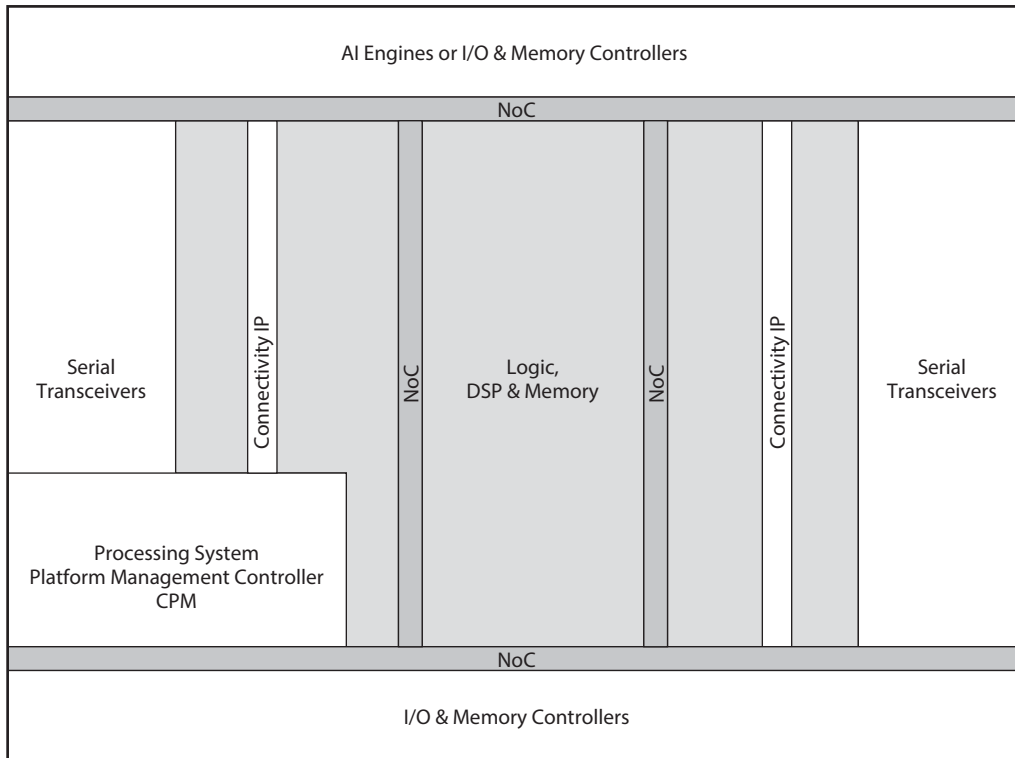 AI Engines or I/O & Memory Controllers
NoC
Serial
Transceivers
Connectivity IP
NoC
Logic,
DSP & Memory
NoC
Connectivity IP
Serial
Transceivers
Processing System
Platform Management Controller
CPM
NoC
I/O & Memory Controllers